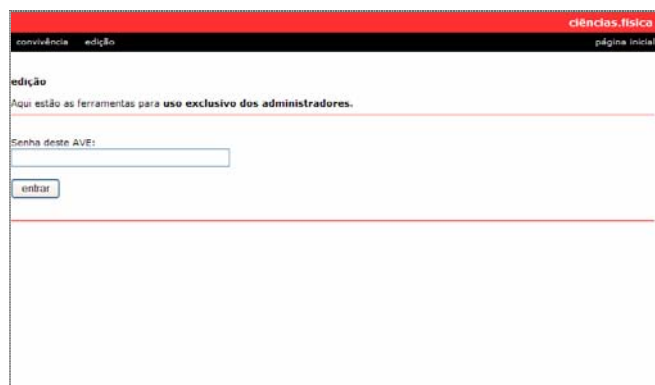 ciências.física
convivência edição página inicial
edição
Aqui estão as ferramentas para uso exclusivo dos administradores.
Senha deste AVE:
entrar